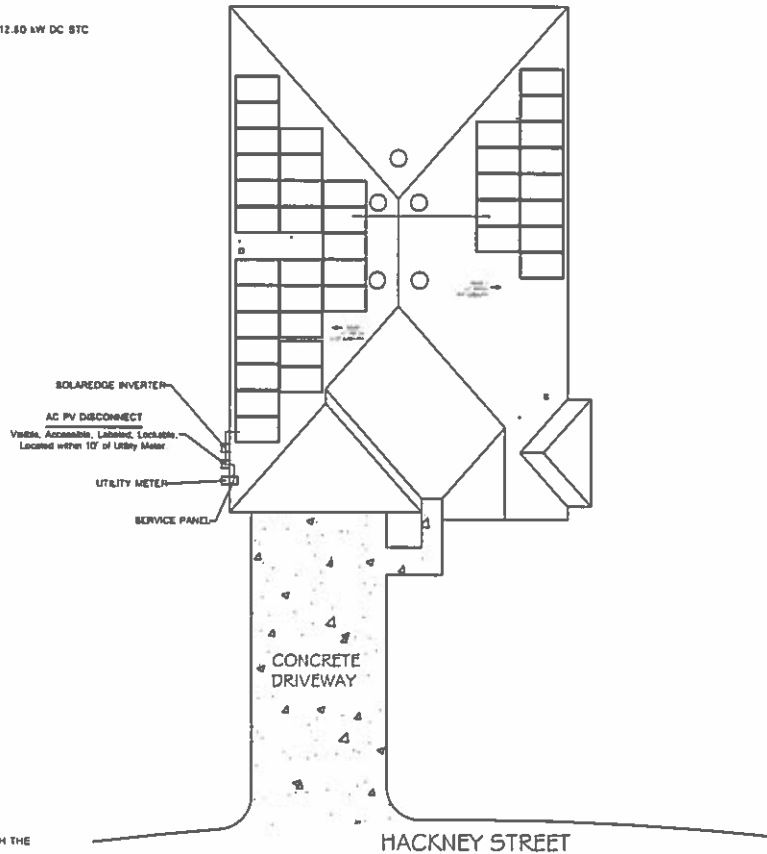 12.80 kW DC STC
SOLAREDGE INVERTER
AC PV DISCONNECT
Visible, Accessible, Labeled, Lockable,
Located within 10' of Utility Meter
UTILITY METER
SERVICE PANEL
CONCRETE
DRIVEWAY
H THE
HACKNEY STREET